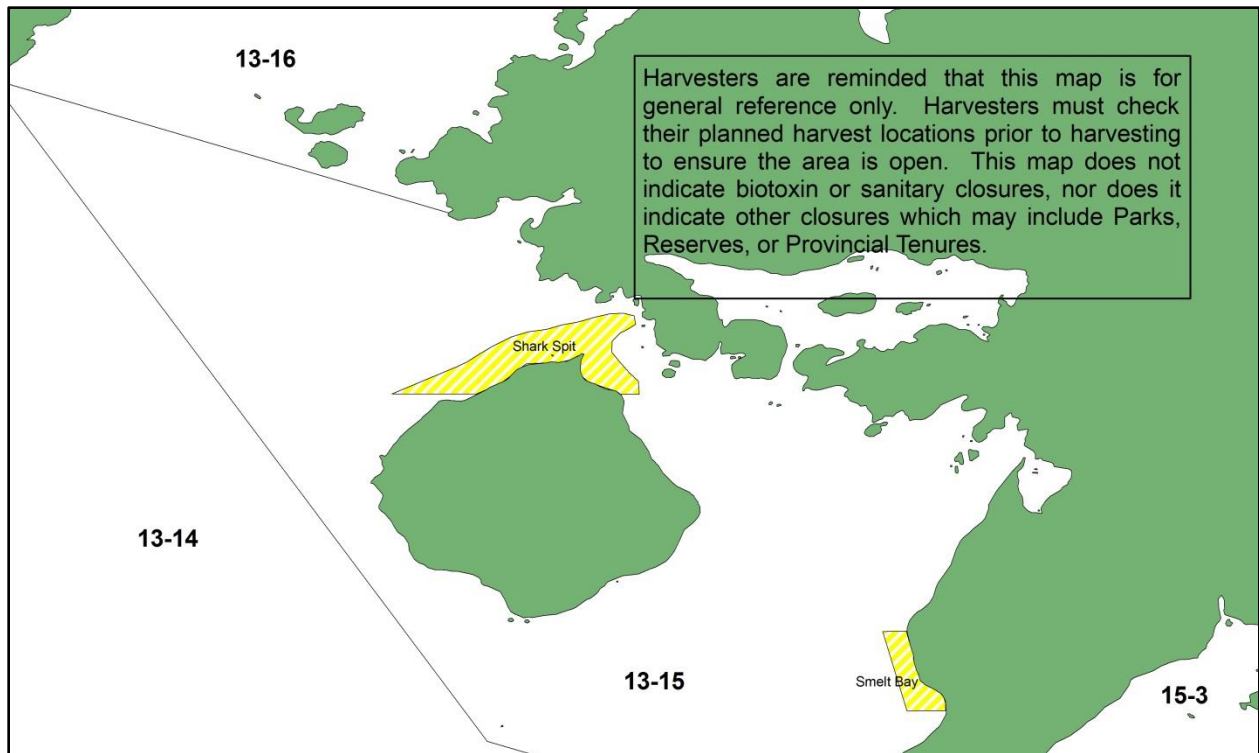 13-16
Harvesters are reminded that this map is for
general reference only. Harvesters must check
their planned harvest locations prior to harvesting
to ensure the area is open. This map does not
indicate biotoxin or sanitary closures, nor does it
indicate other closures which may include Parks,
Reserves, or Provincial Tenures.
Shark Spit
13-14
13-15
Smelt Bay
15-3